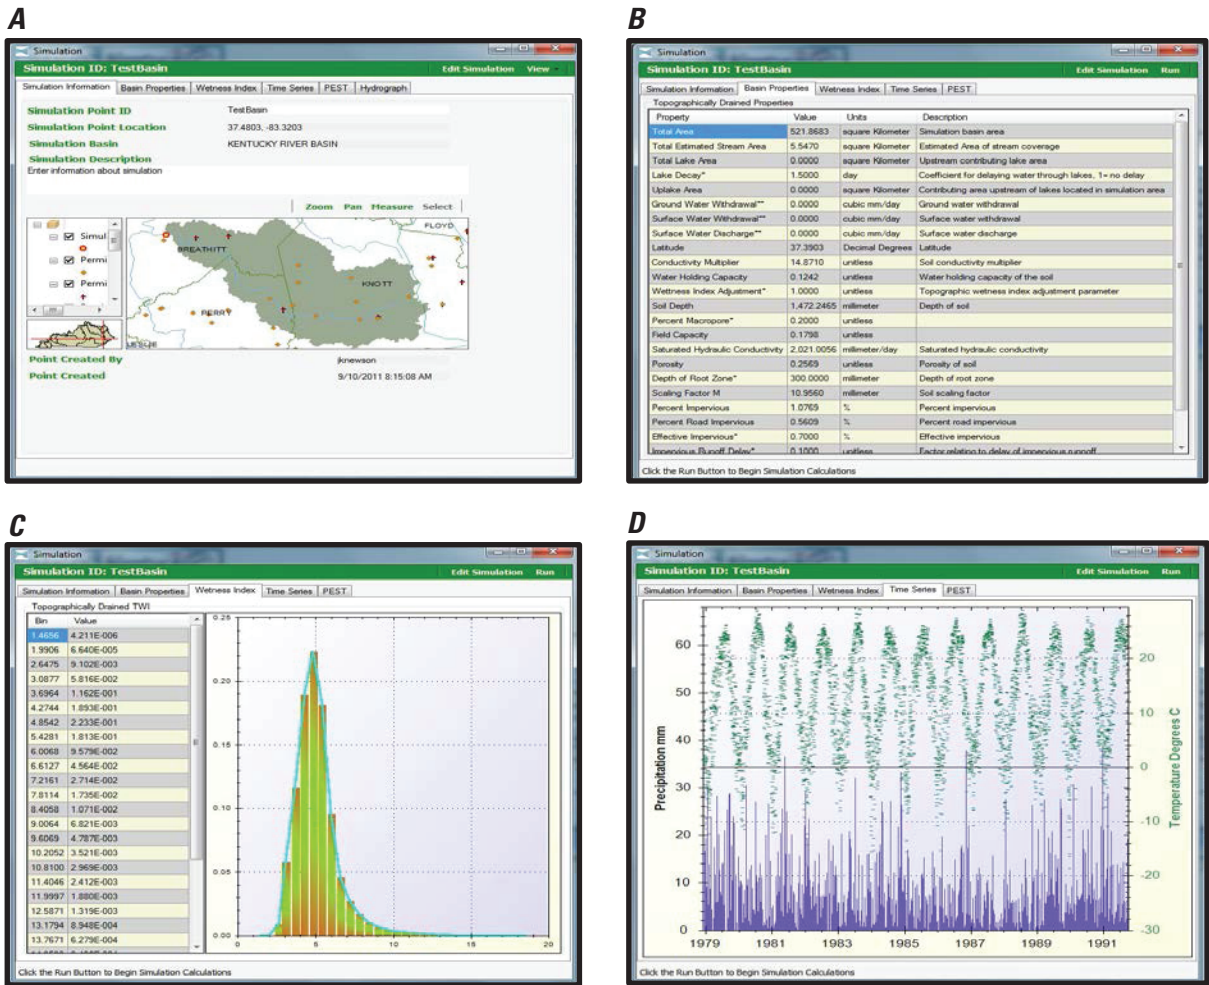 A
Simulation
Simulation ID: TestBasin Edit Simulation View
Simulation Information Basin Properties Wetness Index Time Series PEST Hydrograph
Simulation Point ID TestBasin
Simulation Point Location 37.4803, -83.3203
Simulation Basin KENTUCKY RIVER BASIN
Simulation Description
Enter information about simulation
Zoom Pan Measure Select
Simul
Permi
Permi
FLOYD
BREATHITT
KNOTT
PERRY
LESLIE
Point Created By jknewson
Point Created 9/10/2011 8:15:08 AM
B
Simulation
Simulation ID: TestBasin Edit Simulation Run
Simulation Information Basin Properties Wetness Index Time Series PEST
Topographically Drained Properties
Property Value Units Description
Total Area 521.8683 square Kilometer Simulation basin area
Total Estimated Stream Area 5.5470 square Kilometer Estimated Area of stream coverage
Total Lake Area 0.0000 square Kilometer Upstream contributing lake area
Lake Decay* 1.5000 day Coefficient for delaying water through lakes, 1= no delay
Uplake Area 0.0000 square Kilometer Contributing area upstream of lakes located in simulation area
Ground Water Withdrawal** 0.0000 cubic mm/day Ground water withdrawal
Surface Water Withdrawal** 0.0000 cubic mm/day Surface water withdrawal
Surface Water Discharge** 0.0000 cubic mm/day Surface water discharge
Latitude 37.3903 Decimal Degrees Latitude
Conductivity Multiplier 14.8710 unitless Soil conductivity multiplier
Water Holding Capacity 0.1242 unitless Water holding capacity of the soil
Wettness Index Adjustment* 1.0000 unitless Topographic wetness index adjustment parameter
Soil Depth 1,472.2465 millimeter Depth of soil
Percent Macropore* 0.2000 unitless
Field Capacity 0.1798 unitless
Saturated Hydraulic Conductivity 2,021.0056 millimeter/day Saturated hydraulic conductivity
Porosity 0.2569 unitless Porosity of soil
Depth of Root Zone* 300.0000 millimeter Depth of root zone
Scaling Factor M 10.9560 millimeter Soil scaling factor
Percent Impervious 1.0769 % Percent impervious
Percent Road Impervious 0.5609 % Percent road impervious
Effective Impervious* 0.7000 % Effective impervious
Impervious Runoff Delay* 0.1000 unitless Factor relating to delay of impervious runoff
Click the Run Button to Begin Simulation Calculations
C
Simulation
Simulation ID: TestBasin Edit Simulation Run
Simulation Information Basin Properties Wetness Index Time Series PEST
Topographically Drained TWI
Bin Value
1.4656 4.211E-006
1.9906 6.640E-005
2.6475 9.102E-003
3.0877 5.816E-002
3.6964 1.162E-001
4.2744 1.893E-001
4.8542 2.233E-001
5.4281 1.813E-001
6.0068 9.579E-002
6.6127 4.564E-002
7.2161 2.714E-002
7.8114 1.735E-002
8.4058 1.071E-002
9.0064 6.821E-003
9.6069 4.787E-003
10.2052 3.521E-003
10.8100 2.969E-003
11.4046 2.412E-003
11.9997 1.880E-003
12.5871 1.319E-003
13.1794 8.948E-004
13.7671 6.279E-004
0.25
0.20
0.15
0.10
0.05
0.00
0 5 10 15 20
Click the Run Button to Begin Simulation Calculations
D
Simulation
Simulation ID: TestBasin Edit Simulation Run
Simulation Information Basin Properties Wetness Index Time Series PEST
Precipitation mm
60
50
40
30
20
10
0
Temperature Degrees C
20
10
0
-10
-20
-30
1979 1981 1983 1985 1987 1989 1991
Click the Run Button to Begin Simulation Calculations